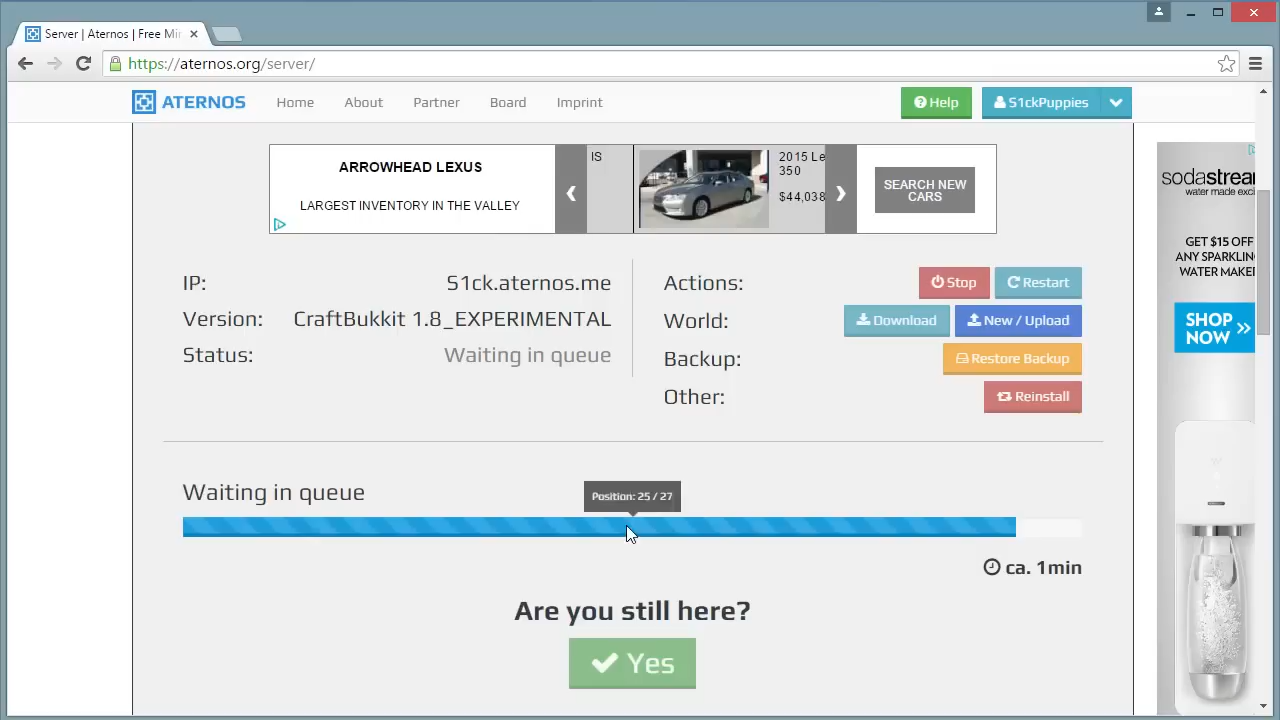 Server | Aternos | Free Mi
https://aternos.org/server/
ATERNOS Home About Partner Board Imprint Help S1ckPuppies
ARROWHEAD LEXUS
LARGEST INVENTORY IN THE VALLEY
IS
2015 Le
350
$44,038
SEARCH NEW
CARS
sodastream
water made exc
GET $15 OFF
ANY SPARKLIN
WATER MAKE
SHOP
NOW
IP: S1ck.aternos.me
Version: CraftBukkit 1.8_EXPERIMENTAL
Status: Waiting in queue
Actions: Stop Restart
World: Download New / Upload
Backup: Restore Backup
Other: Reinstall
Waiting in queue
Position: 25 / 27
ca. 1min
Are you still here?
Yes